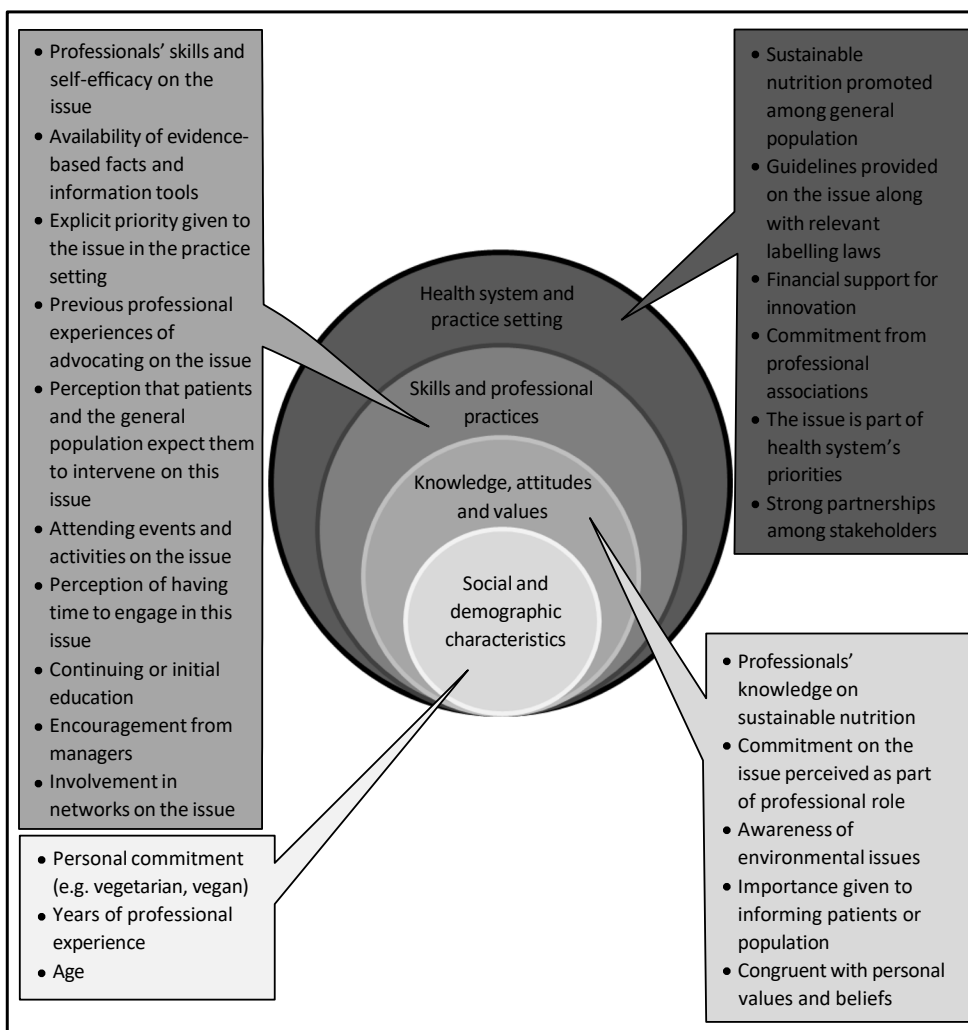 • Professionals’ skills and
self-efficacy on the
issue
• Availability of evidence-
based facts and
information tools
• Explicit priority given to
the issue in the practice
setting
• Previous professional
experiences of
advocating on the issue
• Perception that patients
and the general
population expect them
to intervene on this
issue
• Attending events and
activities on the issue
• Perception of having
time to engage in this
issue
• Continuing or initial
education
• Encouragement from
managers
• Involvement in
networks on the issue
• Sustainable
nutrition promoted
among general
population
• Guidelines provided
on the issue along
with relevant
labelling laws
• Financial support for
innovation
• Commitment from
professional
associations
• The issue is part of
health system’s
priorities
• Strong partnerships
among stakeholders
Health system and
practice setting
Skills and professional
practices
Knowledge, attitudes
and values
Social and
demographic
characteristics
• Personal commitment
(e.g. vegetarian, vegan)
• Years of professional
experience
• Age
• Professionals’
knowledge on
sustainable nutrition
• Commitment on the
issue perceived as part
of professional role
• Awareness of
environmental issues
• Importance given to
informing patients or
population
• Congruent with personal
values and beliefs